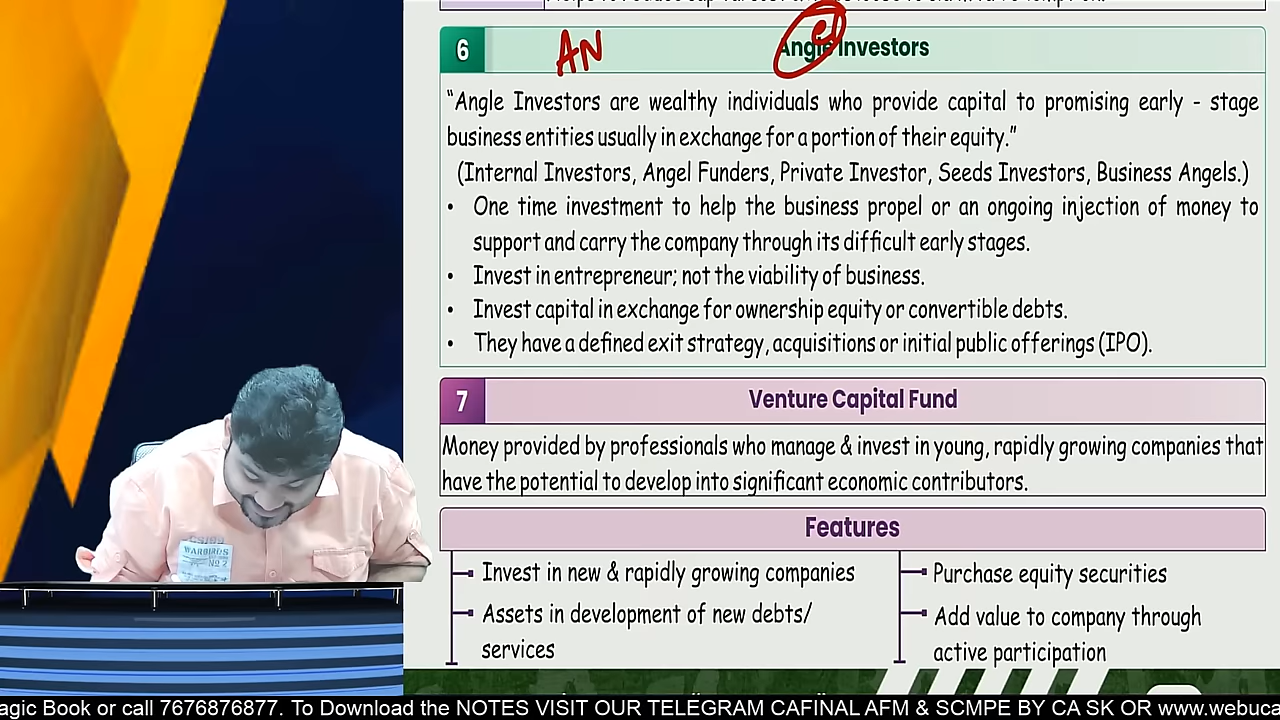 6
AN
el
Angle Investors
“Angle Investors are wealthy individuals who provide capital to promising early - stage
business entities usually in exchange for a portion of their equity.”
(Internal Investors, Angel Funders, Private Investor, Seeds Investors, Business Angels.)
• One time investment to help the business propel or an ongoing injection of money to
support and carry the company through its difficult early stages.
• Invest in entrepreneur; not the viability of business.
• Invest capital in exchange for ownership equity or convertible debts.
• They have a defined exit strategy, acquisitions or initial public offerings (IPO).
7
Venture Capital Fund
Money provided by professionals who manage & invest in young, rapidly growing companies that
have the potential to develop into significant economic contributors.
Features
Invest in new & rapidly growing companies
Assets in development of new debts/
services
Purchase equity securities
Add value to company through
active participation
WARBIRDS
No 2
agic Book or call 7676876877. To Download the NOTES VISIT OUR TELEGRAM CAFINAL AFM & SCMPE BY CA SK OR www.webuca